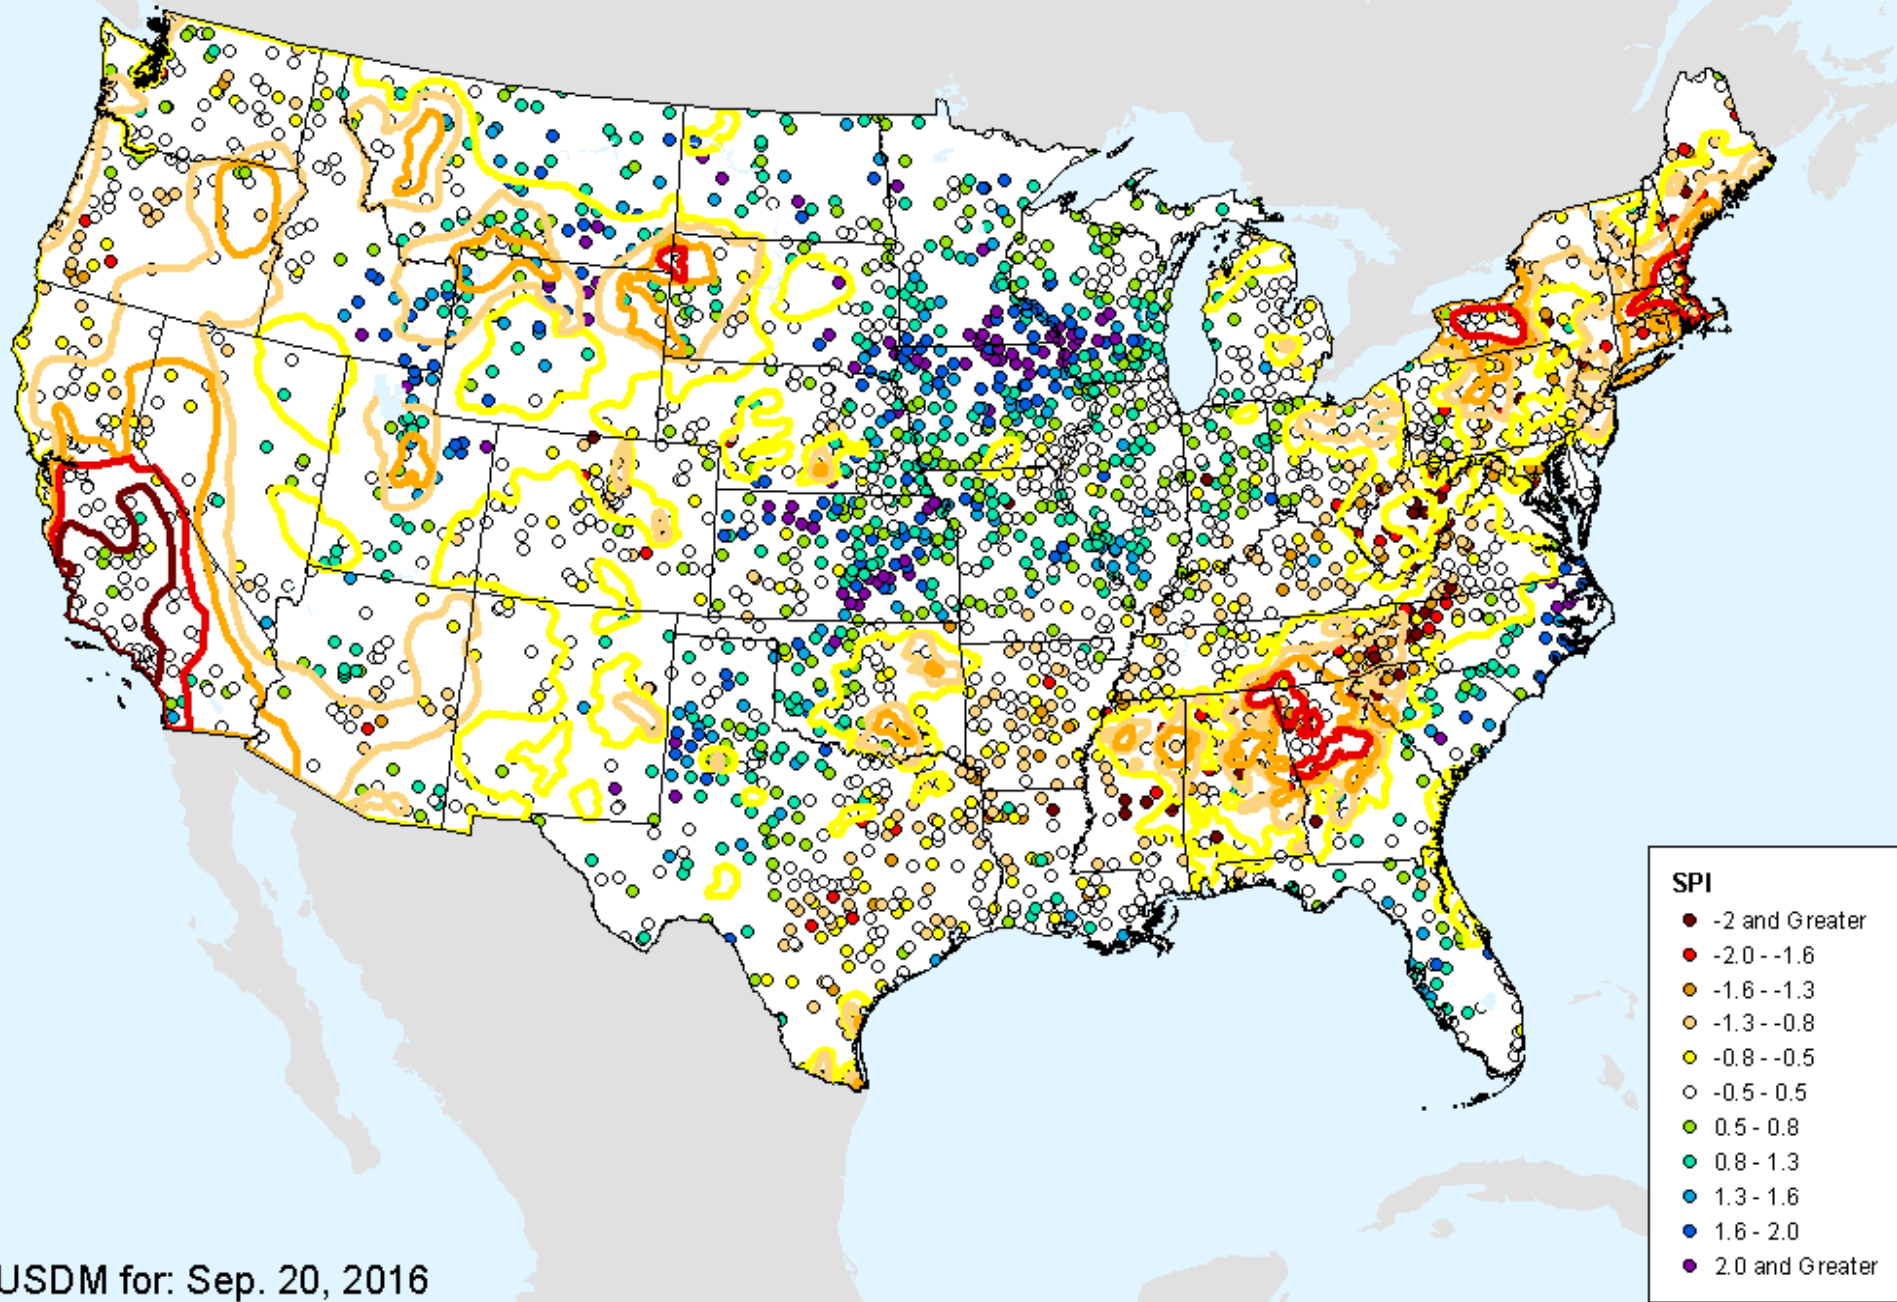 SPI
-2 and Greater
-2.0 - -1.6
-1.6 - -1.3
-1.3 - -0.8
-0.8 - -0.5
-0.5 - 0.5
0.5 - 0.8
0.8 - 1.3
1.3 - 1.6
1.6 - 2.0
2.0 and Greater
USDM for: Sep. 20, 2016